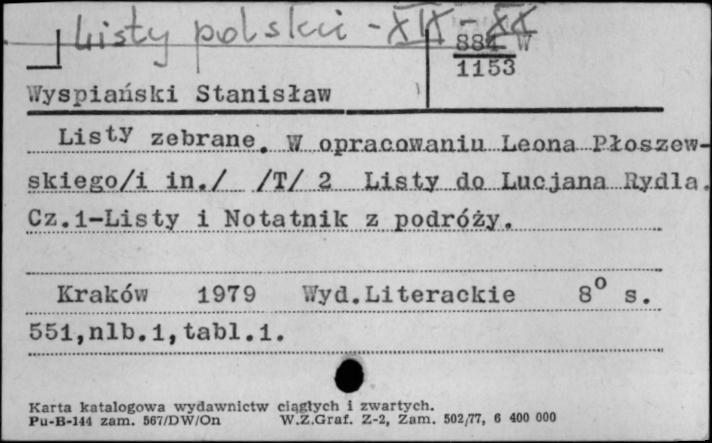 Listy polskie - XIX - XX
884 W
1153
Wyspiański Stanisław
Listy zebrane. W opracowaniu Leona Płoszew-
skiego/i in./ /T/ 2 Listy do Lucjana Rydla.
Cz.1-Listy i Notatnik z podróży.
Kraków 1979 Wyd.Literackie 8° s.
551,nlb.1,tabl.1.
Karta katalogowa wydawnictw ciągłych i zwartych.
Pu-B-144 zam. 567/DW/On W.Z.Graf. Z-2, Zam. 502/77, 6 400 000